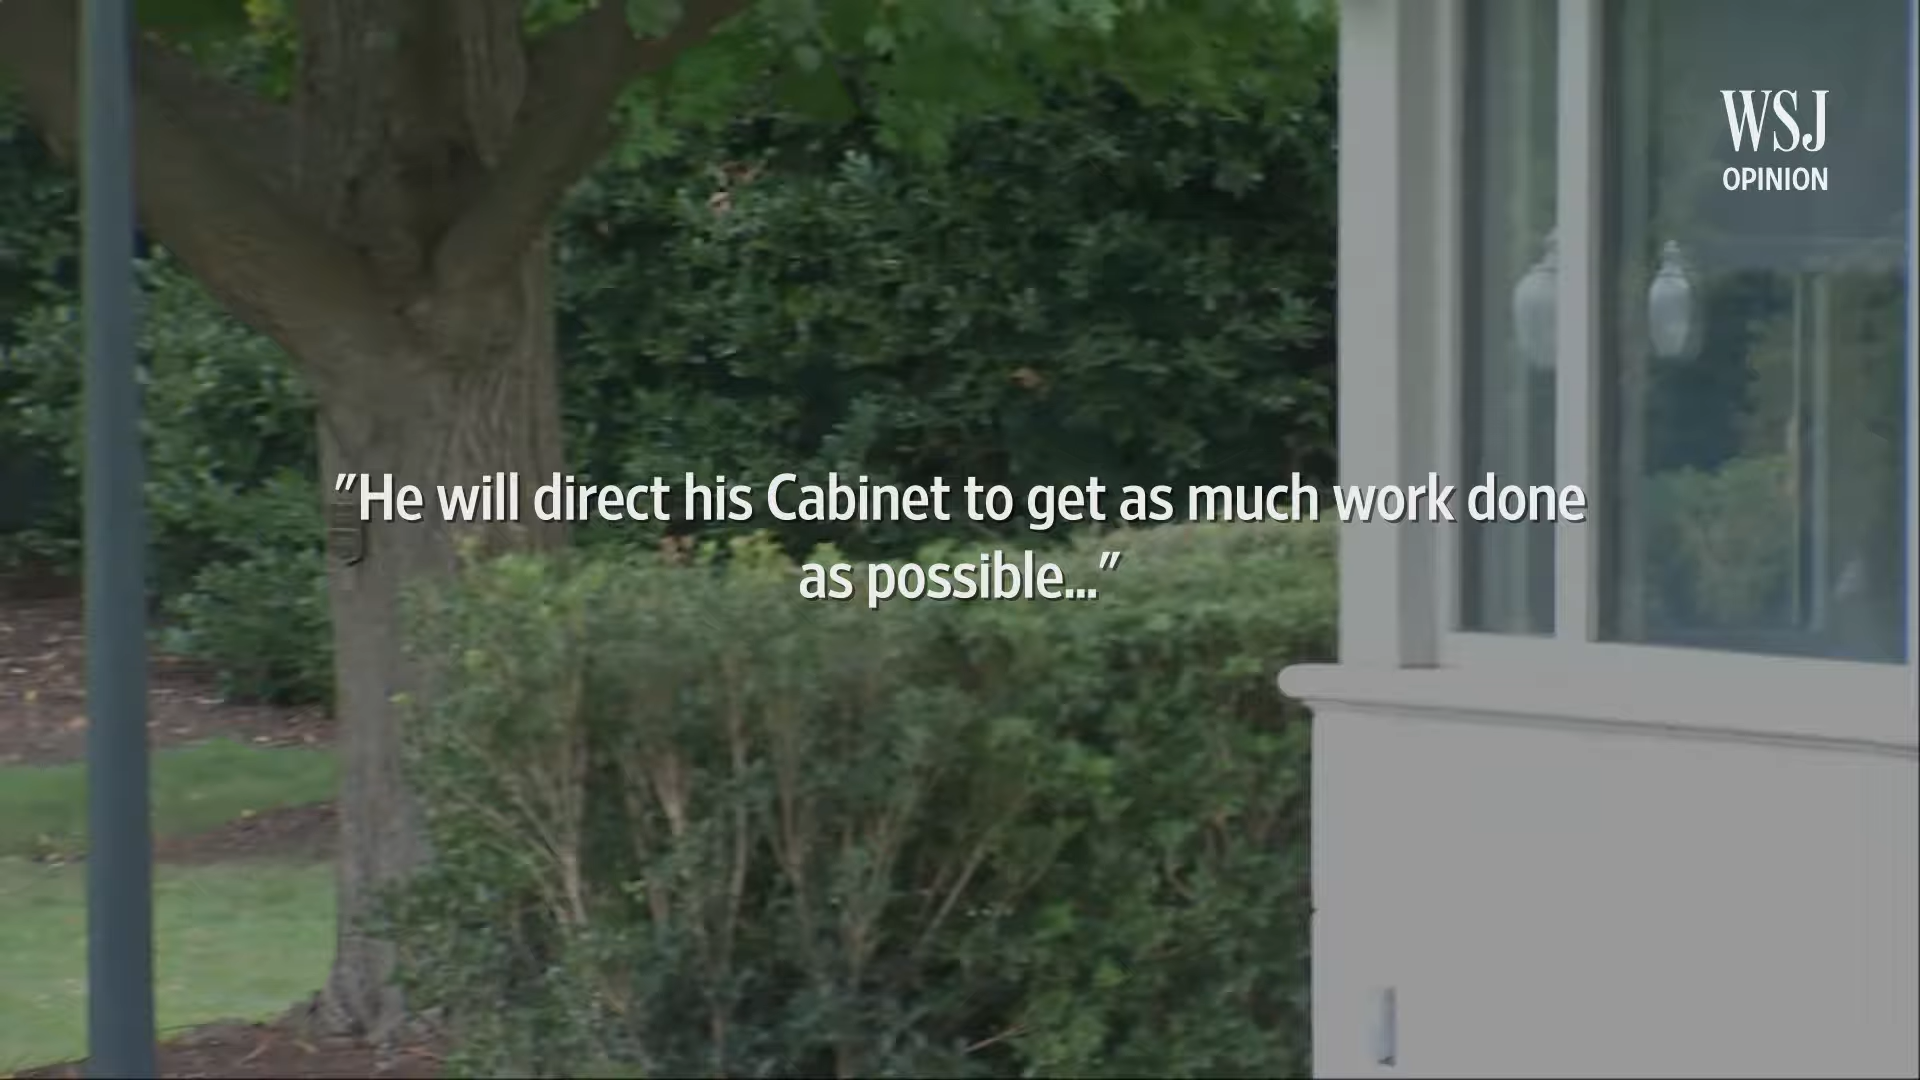 WSJ
OPINION
"He will direct his Cabinet to get as much work done
as possible..."